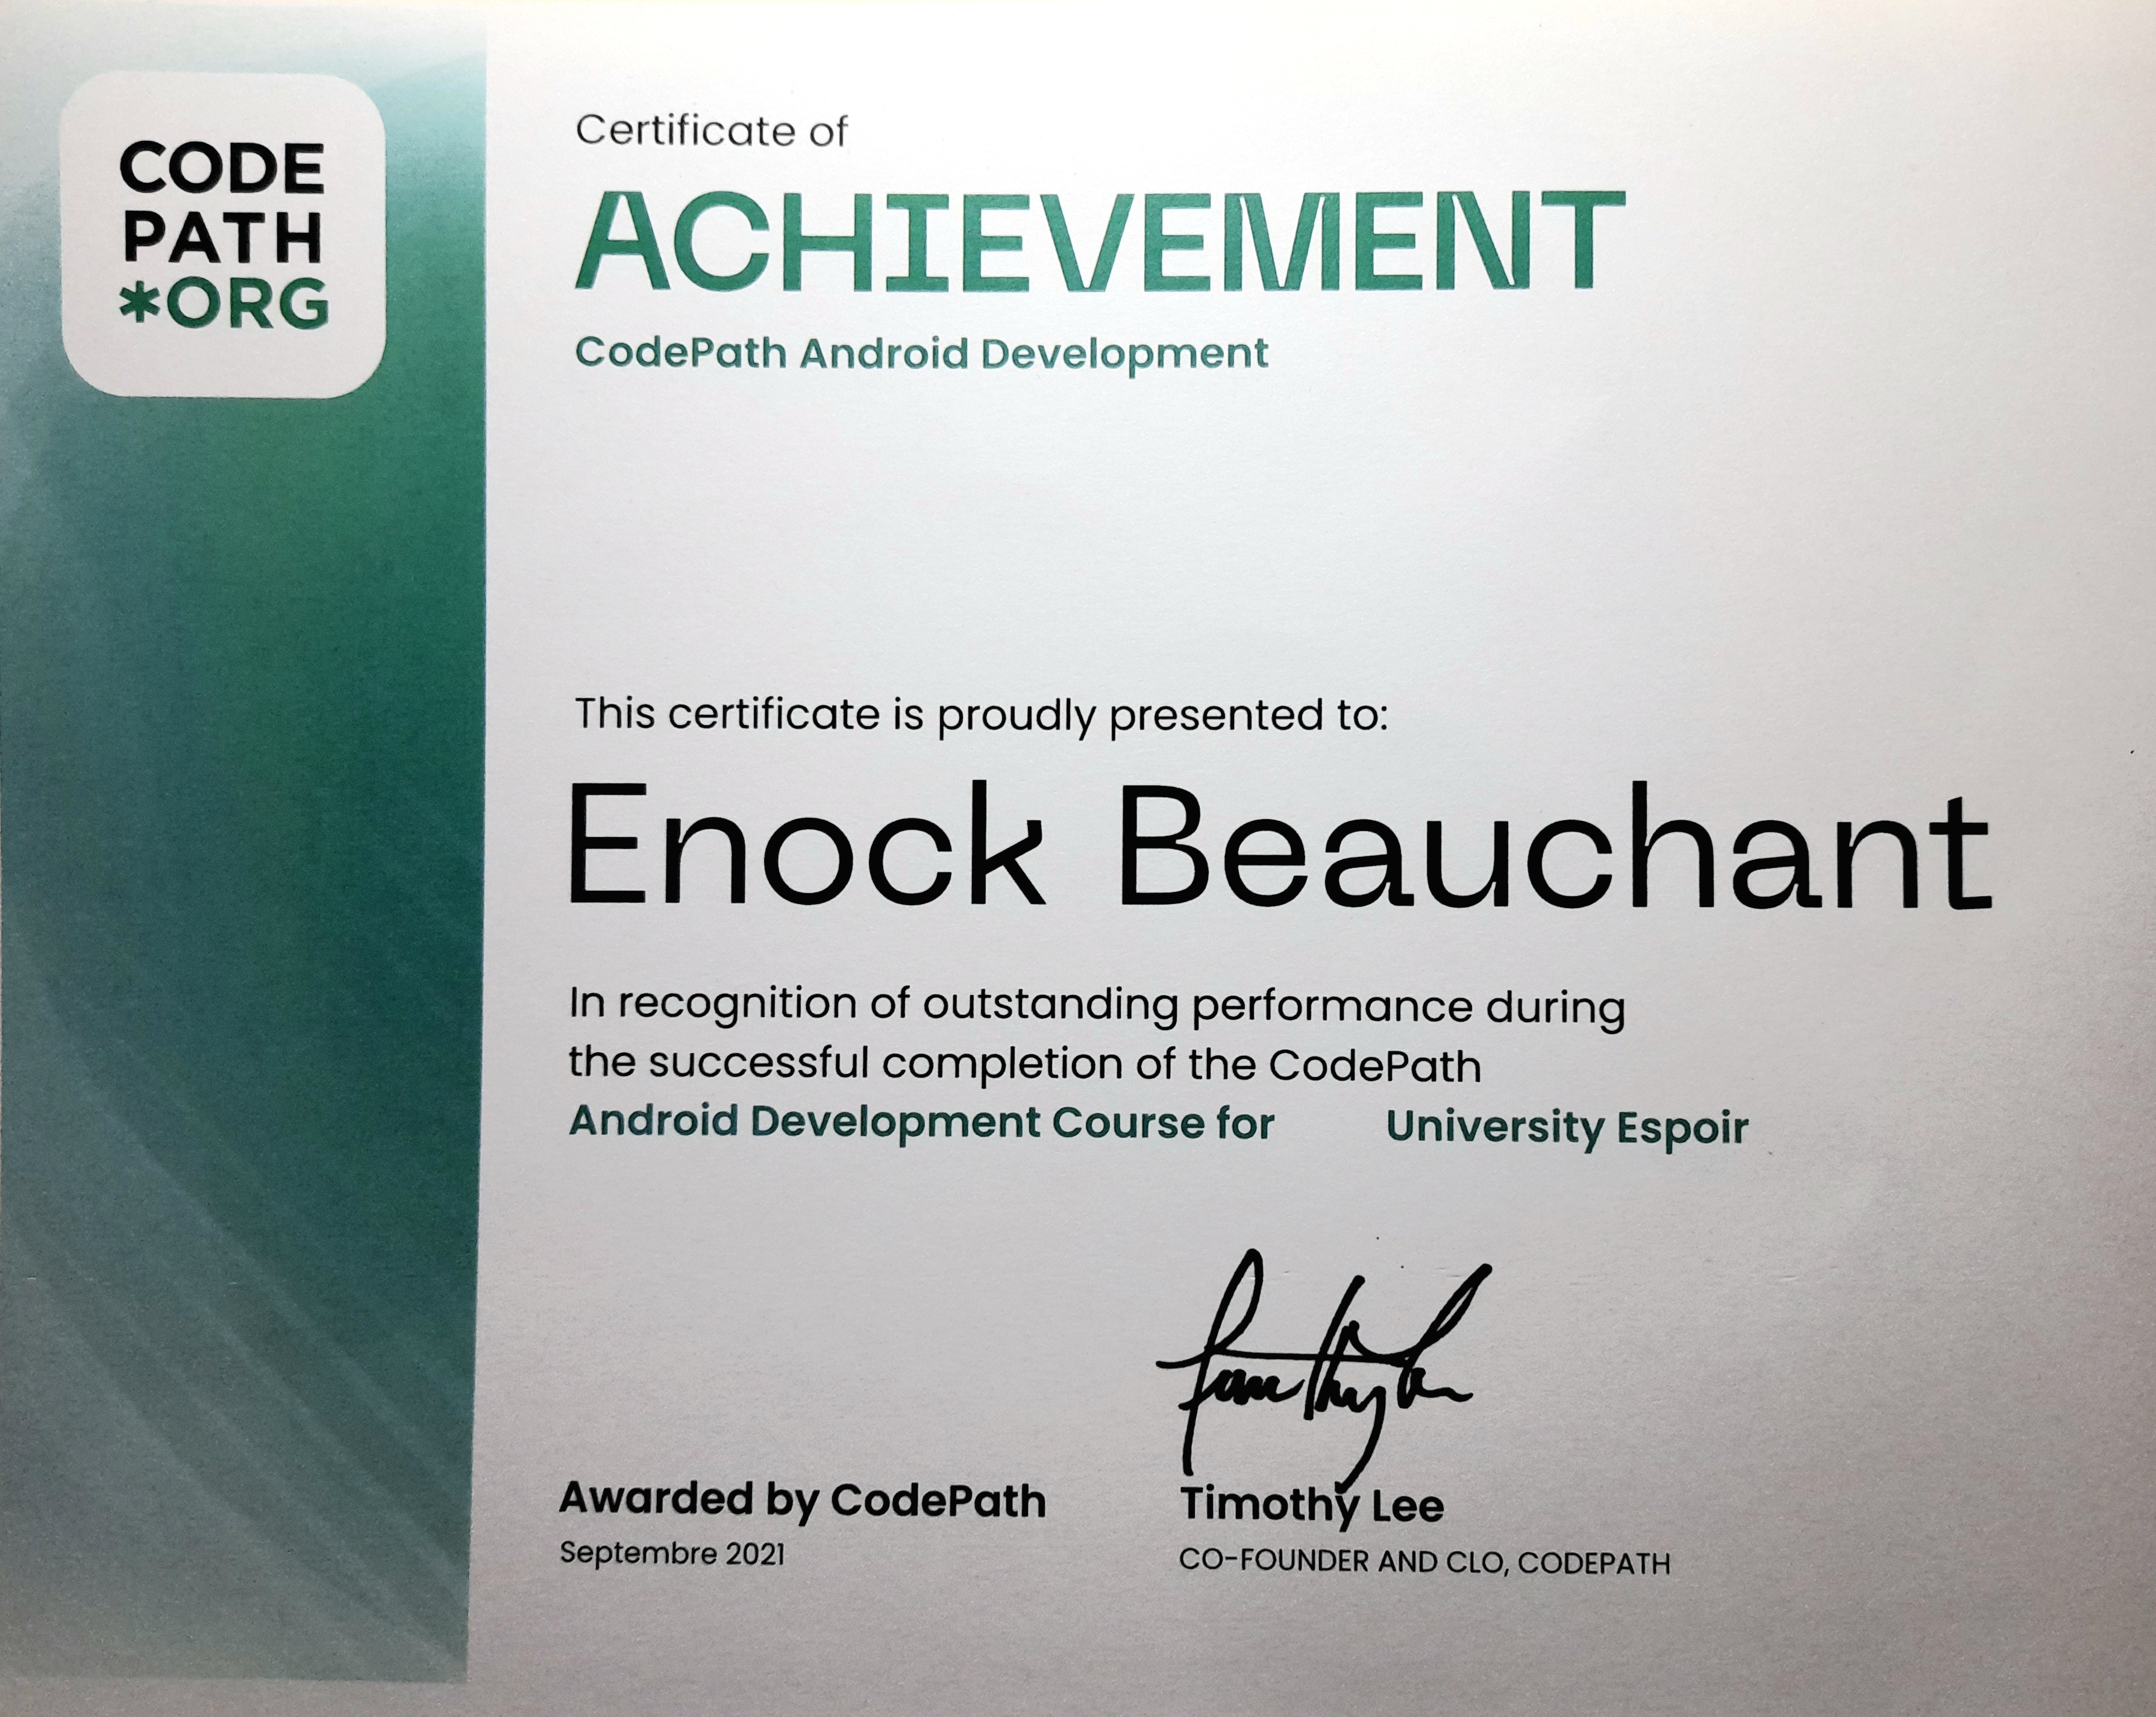 CODE
PATH
*ORG
Certificate of
ACHIEVEMENT
CodePath Android Development
This certificate is proudly presented to:
Enock Beauchant
In recognition of outstanding performance during
the successful completion of the CodePath
Android Development Course for University Espoir
Awarded by CodePath
Septembre 2021
Timothy Lee
CO-FOUNDER AND CLO, CODEPATH